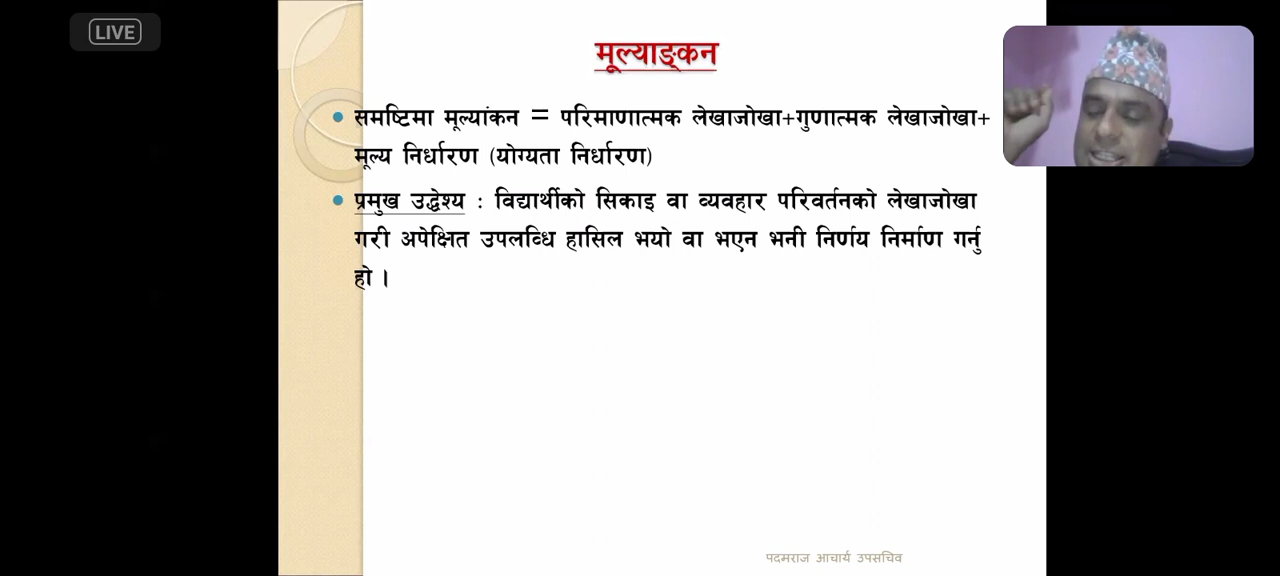 LIVE
मूल्याङ्कन
समष्टिमा मूल्यांकन = परिमाणात्मक लेखाजोखा+गुणात्मक लेखाजोखा+
मूल्य निर्धारण (योग्यता निर्धारण)
प्रमुख उद्धेश्य : विद्यार्थीको सिकाइ वा व्यवहार परिवर्तनको लेखाजोखा
गरी अपेक्षित उपलब्धि हासिल भयो वा भएन भनी निर्णय निर्माण गर्नु
हो ।
पदमराज आचार्य उपसचिव